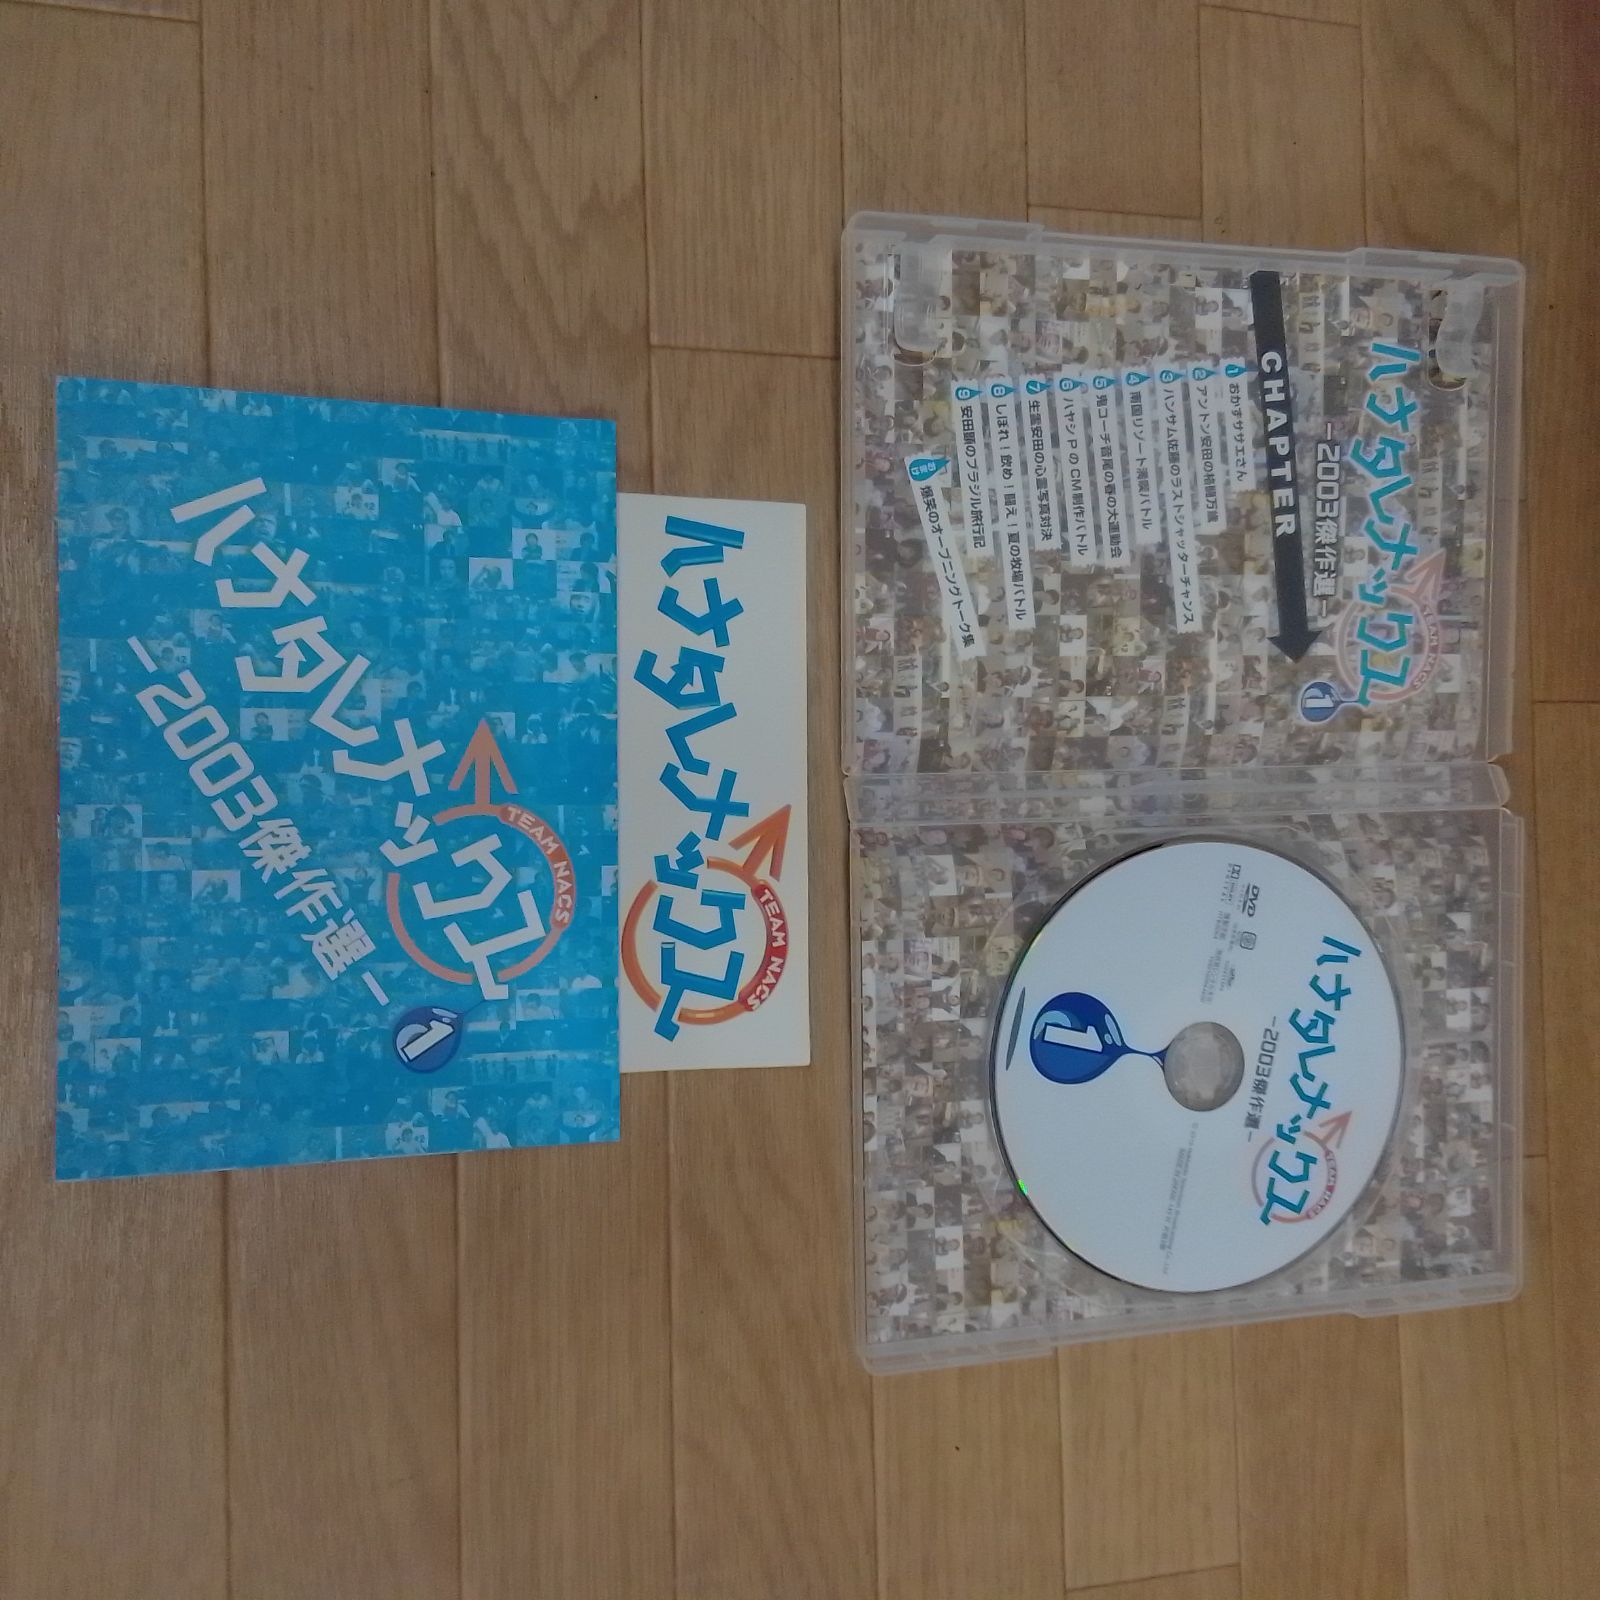 ハナタレナックス
TEAM NACS
－2003傑作選－
1
ハナタレナックス
TEAM NACS
ハナタレナックス
TEAM NACS
－2003傑作選－
1
CHAPTER
1 おかずササエさん
2 アントン安田の格闘万歳
3 ハンサム佐藤のラストシャッターチャンス
4 南国リゾート満喫バトル
5 鬼コーチ音尾の春の大運動会
6 ハヤシPのCM制作バトル
7 生霊安田の心霊写真対決
8 しぼれ！飲め！闘え！夏の牧場バトル
9 安田顕のブラジル旅行記
おまけ 爆笑のオープニングトーク集
ハナタレナックス
TEAM NACS
－2003傑作選－
1
DVD